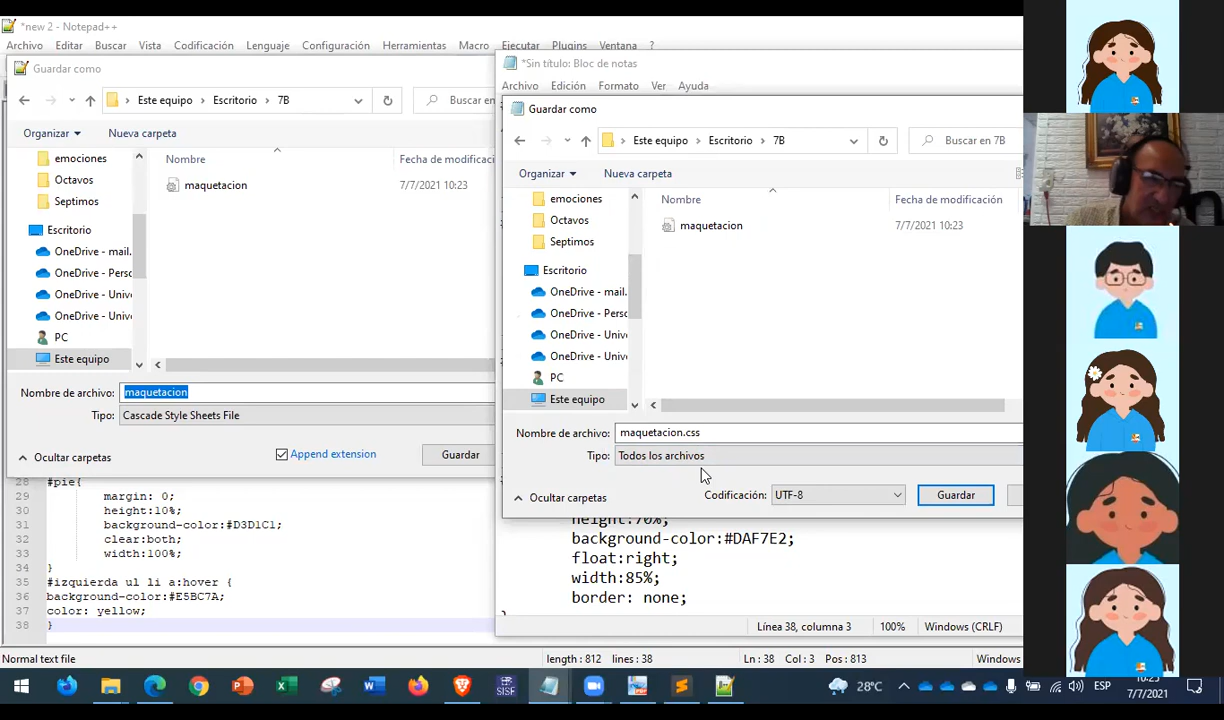 *new 2 - Notepad++
Archivo Editar Buscar Vista Codificación Lenguaje Configuración Herramientas Macro Ejecutar Plugins Ventana ?
Guardar como
Este equipo > Escritorio > 7B
Buscar en
Organizar Nueva carpeta
emociones
Octavos
Septimos
Escritorio
OneDrive - mail.
OneDrive - Perso
OneDrive - Unive
OneDrive - Unive
PC
Este equipo
Nombre Fecha de modificació
maquetacion 7/7/2021 10:23
Nombre de archivo: maquetacion
Tipo: Cascade Style Sheets File
Ocultar carpetas
Append extension
Guardar
28 #pie{
29 margin: 0;
30 height:10%;
31 background-color:#D3D1C1;
32 clear:both;
33 width:100%;
34 }
35 #izquierda ul li a:hover {
36 background-color:#E5BC7A;
37 color: yellow;
38 }
Normal text file length : 812 lines : 38 Ln : 38 Col : 3 Pos : 813 Windows
*Sin título: Bloc de notas
Archivo Edición Formato Ver Ayuda
Guardar como
Este equipo > Escritorio > 7B
Buscar en 7B
Organizar Nueva carpeta
emociones
Octavos
Septimos
Escritorio
OneDrive - mail.
OneDrive - Perso
OneDrive - Unive
OneDrive - Unive
PC
Este equipo
Nombre Fecha de modificación
maquetacion 7/7/2021 10:23
Nombre de archivo: maquetacion.css
Tipo: Todos los archivos
Ocultar carpetas
Codificación: UTF-8
Guardar
height:70%;
background-color:#DAF7E2;
float:right;
width:85%;
border: none;
Línea 38, columna 3 100% Windows (CRLF)
28°C ESP
7/7/2021